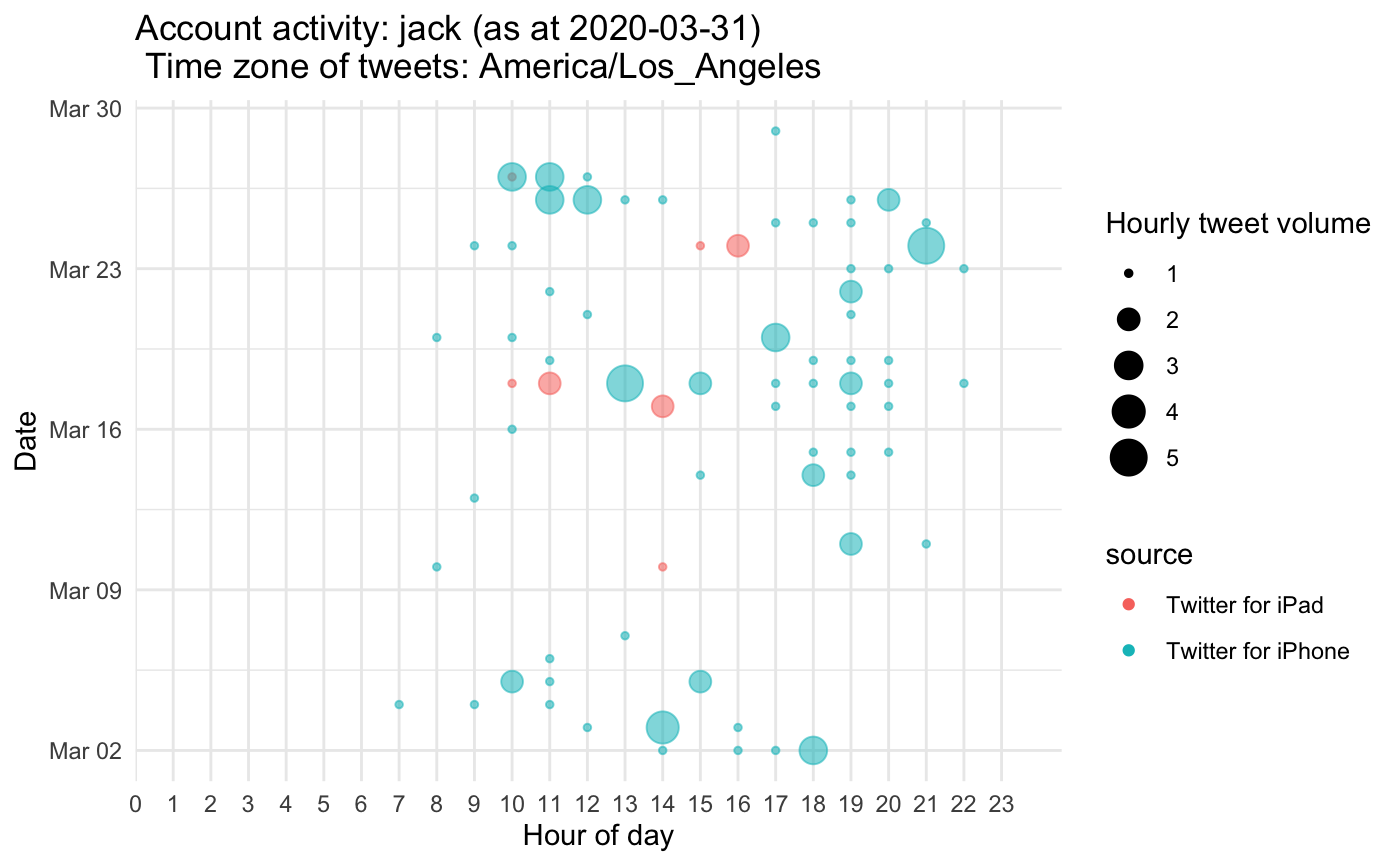 Account activity: jack (as at 2020-03-31)
Time zone of tweets: America/Los_Angeles
Mar 30
Mar 23
Mar 16
Mar 09
Mar 02
Date
0 1 2 3 4 5 6 7 8 9 10 11 12 13 14 15 16 17 18 19 20 21 22 23
Hour of day
Hourly tweet volume
1
2
3
4
5
source
Twitter for iPad
Twitter for iPhone